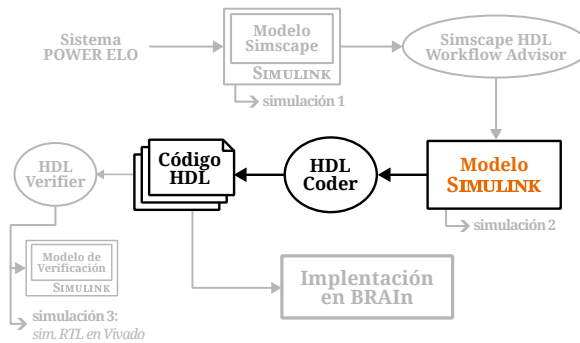 Sistema
POWER ELO
Modelo
Simscape
SIMULINK
simulación 1
Simscape HDL
Workflow Advisor
HDL
Verifier
Código
HDL
HDL
Coder
Modelo
SIMULINK
simulación 2
Modelo de
Verificación
SIMULINK
simulación 3:
sim. RTL en Vivado
Implentación
en BRAIn